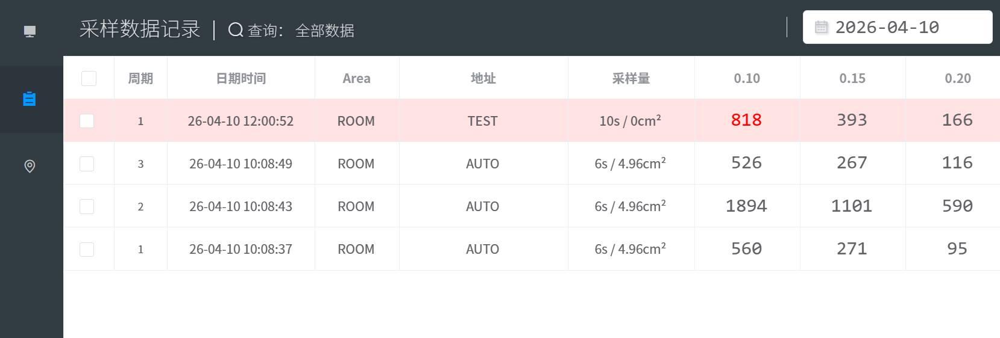 采样数据记录 | 查询： 全部数据 2026-04-10
周期 日期时间 Area 地址 采样量 0.10 0.15 0.20
1 26-04-10 12:00:52 ROOM TEST 10s / 0cm² 818 393 166
3 26-04-10 10:08:49 ROOM AUTO 6s / 4.96cm² 526 267 116
2 26-04-10 10:08:43 ROOM AUTO 6s / 4.96cm² 1894 1101 590
1 26-04-10 10:08:37 ROOM AUTO 6s / 4.96cm² 560 271 95